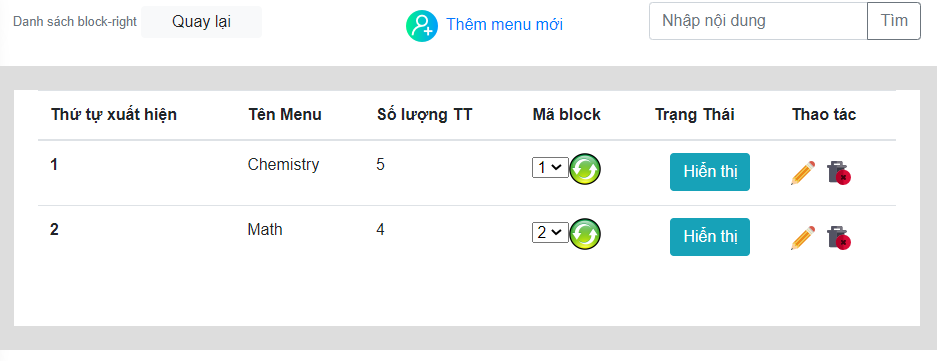 Danh sách block-right Quay lại Thêm menu mới Nhập nội dung Tìm
Thứ tự xuất hiện Tên Menu Số lượng TT Mã block Trạng Thái Thao tác
1 Chemistry 5 1 Hiển thị
2 Math 4 2 Hiển thị